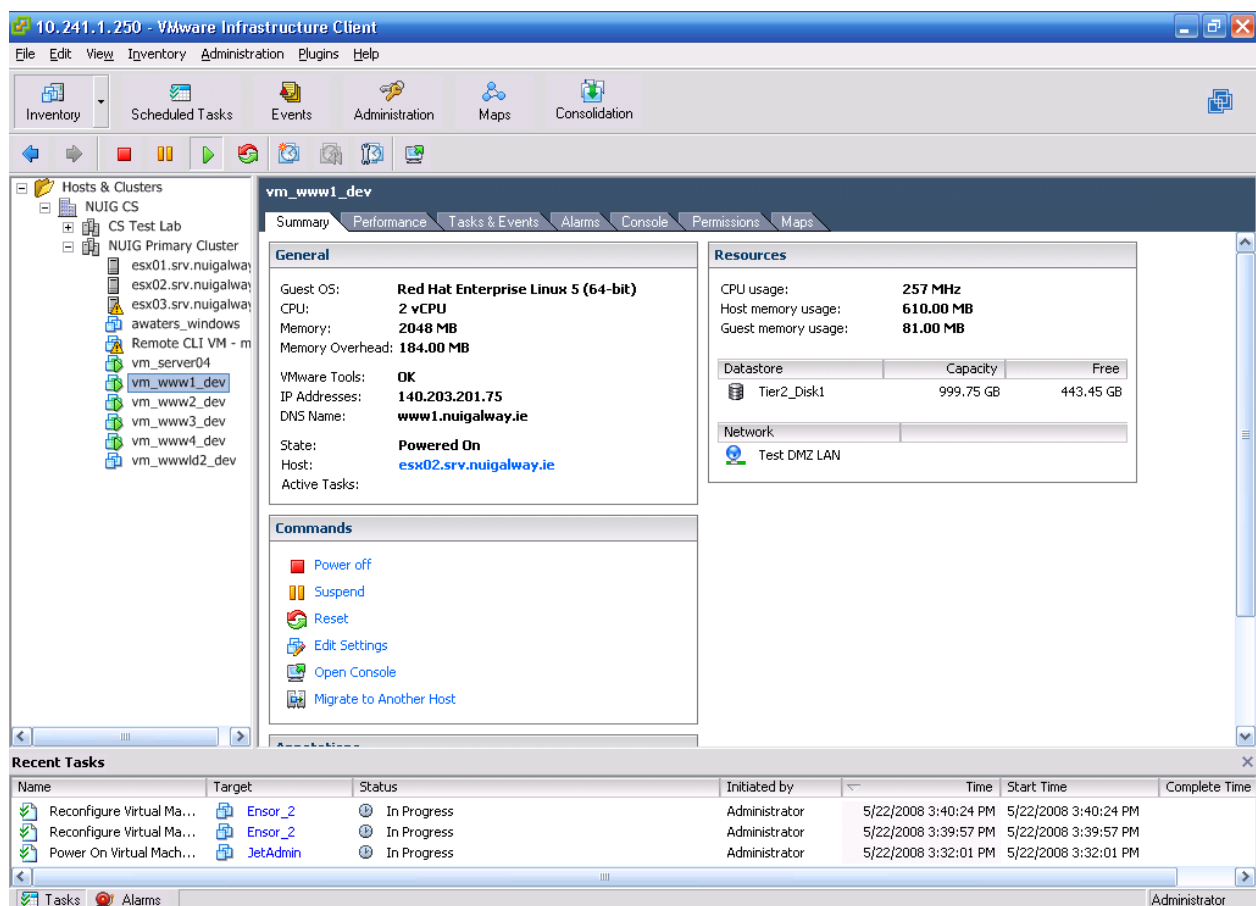 10.241.1.250 - VMware Infrastructure Client
File Edit View Inventory Administration Plugins Help
Inventory Scheduled Tasks Events Administration Maps Consolidation
Hosts & Clusters
NUIG CS
CS Test Lab
NUIG Primary Cluster
esx01.srv.nuigalway
esx02.srv.nuigalway
esx03.srv.nuigalway
awaters_windows
Remote CLI VM - m
vm_server04
vm_www1_dev
vm_www2_dev
vm_www3_dev
vm_www4_dev
vm_wwwld2_dev
vm_www1_dev
Summary Performance Tasks & Events Alarms Console Permissions Maps
General
Guest OS: Red Hat Enterprise Linux 5 (64-bit)
CPU: 2 vCPU
Memory: 2048 MB
Memory Overhead: 184.00 MB
VMware Tools: OK
IP Addresses: 140.203.201.75
DNS Name: www1.nuigalway.ie
State: Powered On
Host: esx02.srv.nuigalway.ie
Active Tasks:
Commands
Power off
Suspend
Reset
Edit Settings
Open Console
Migrate to Another Host
Resources
CPU usage: 257 MHz
Host memory usage: 610.00 MB
Guest memory usage: 81.00 MB
Datastore Capacity Free
Tier2_Disk1 999.75 GB 443.45 GB
Network
Test DMZ LAN
Recent Tasks
Name Target Status Initiated by Time Start Time Complete Time
Reconfigure Virtual Ma... Ensor_2 In Progress Administrator 5/22/2008 3:40:24 PM 5/22/2008 3:40:24 PM
Reconfigure Virtual Ma... Ensor_2 In Progress Administrator 5/22/2008 3:39:57 PM 5/22/2008 3:39:57 PM
Power On Virtual Mach... JetAdmin In Progress Administrator 5/22/2008 3:32:01 PM 5/22/2008 3:32:01 PM
Tasks Alarms Administrator